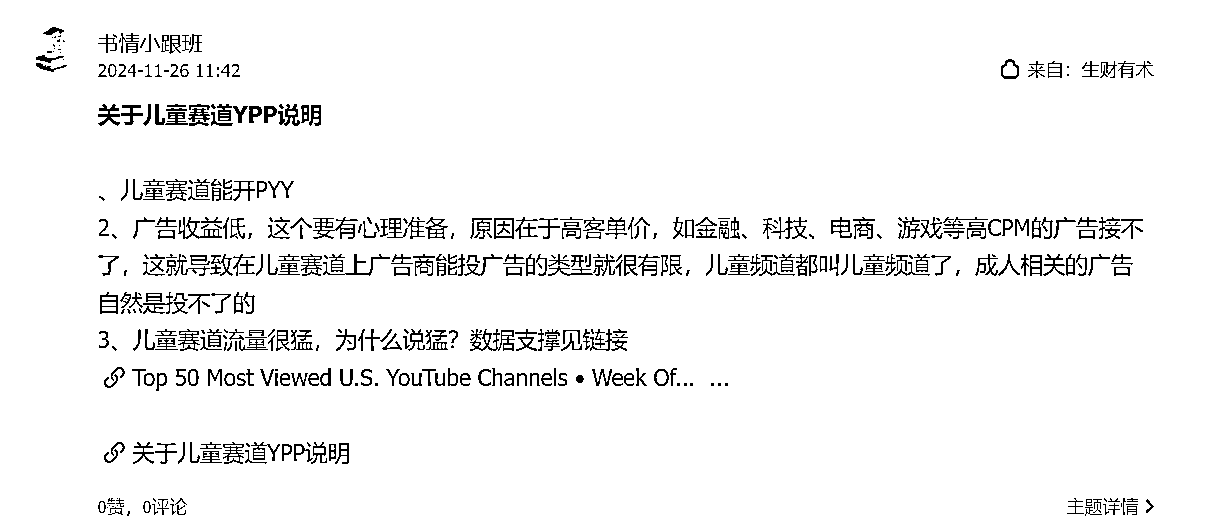 书情小跟班
2024-11-26 11:42
来自：生财有术
关于儿童赛道YPP说明
、儿童赛道能开PYY
2、广告收益低，这个要有心理准备，原因在于高客单价，如金融、科技、电商、游戏等高CPM的广告接不
了，这就导致在儿童赛道上广告商能投广告的类型就很有限，儿童频道都叫儿童频道了，成人相关的广告
自然是投不了的
3、儿童赛道流量很猛，为什么说猛？数据支撑见链接
Top 50 Most Viewed U.S. YouTube Channels • Week Of... ...
关于儿童赛道YPP说明
0赞，0评论
主题详情